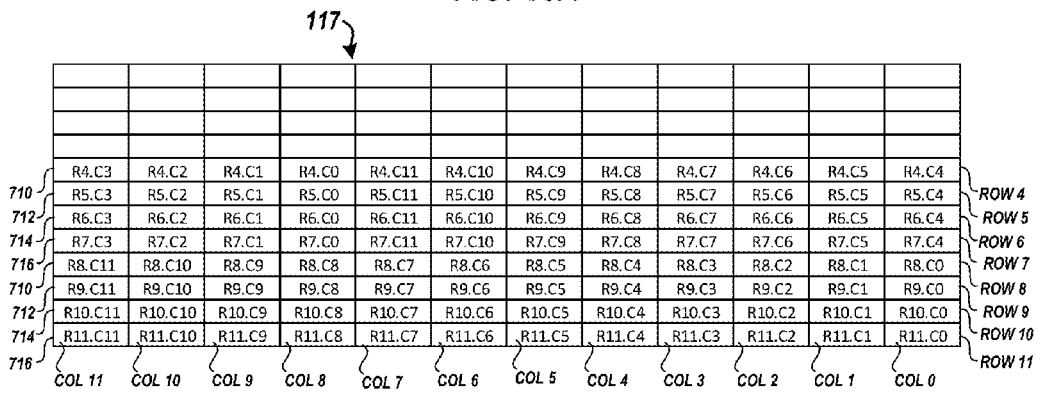 117
R4.C3 R4.C2 R4.C1 R4.C0 R4.C11 R4.C10 R4.C9 R4.C8 R4.C7 R4.C6 R4.C5 R4.C4
710 R5.C3 R5.C2 R5.C1 R5.C0 R5.C11 R5.C10 R5.C9 R5.C8 R5.C7 R5.C6 R5.C5 R5.C4 ROW 4
712 R6.C3 R6.C2 R6.C1 R6.C0 R6.C11 R6.C10 R6.C9 R6.C8 R6.C7 R6.C6 R6.C5 R6.C4 ROW 5
714 R7.C3 R7.C2 R7.C1 R7.C0 R7.C11 R7.C10 R7.C9 R7.C8 R7.C7 R7.C6 R7.C5 R7.C4 ROW 6
716 R8.C11 R8.C10 R8.C9 R8.C8 R8.C7 R8.C6 R8.C5 R8.C4 R8.C3 R8.C2 R8.C1 R8.C0 ROW 7
710 R9.C11 R9.C10 R9.C9 R9.C8 R9.C7 R9.C6 R9.C5 R9.C4 R9.C3 R9.C2 R9.C1 R9.C0 ROW 8
712 R10.C11 R10.C10 R10.C9 R10.C8 R10.C7 R10.C6 R10.C5 R10.C4 R10.C3 R10.C2 R10.C1 R10.C0 ROW 9
714 R11.C11 R11.C10 R11.C9 R11.C8 R11.C7 R11.C6 R11.C5 R11.C4 R11.C3 R11.C2 R11.C1 R11.C0 ROW 10
716 ROW 11
COL 11 COL 10 COL 9 COL 8 COL 7 COL 6 COL 5 COL 4 COL 3 COL 2 COL 1 COL 0